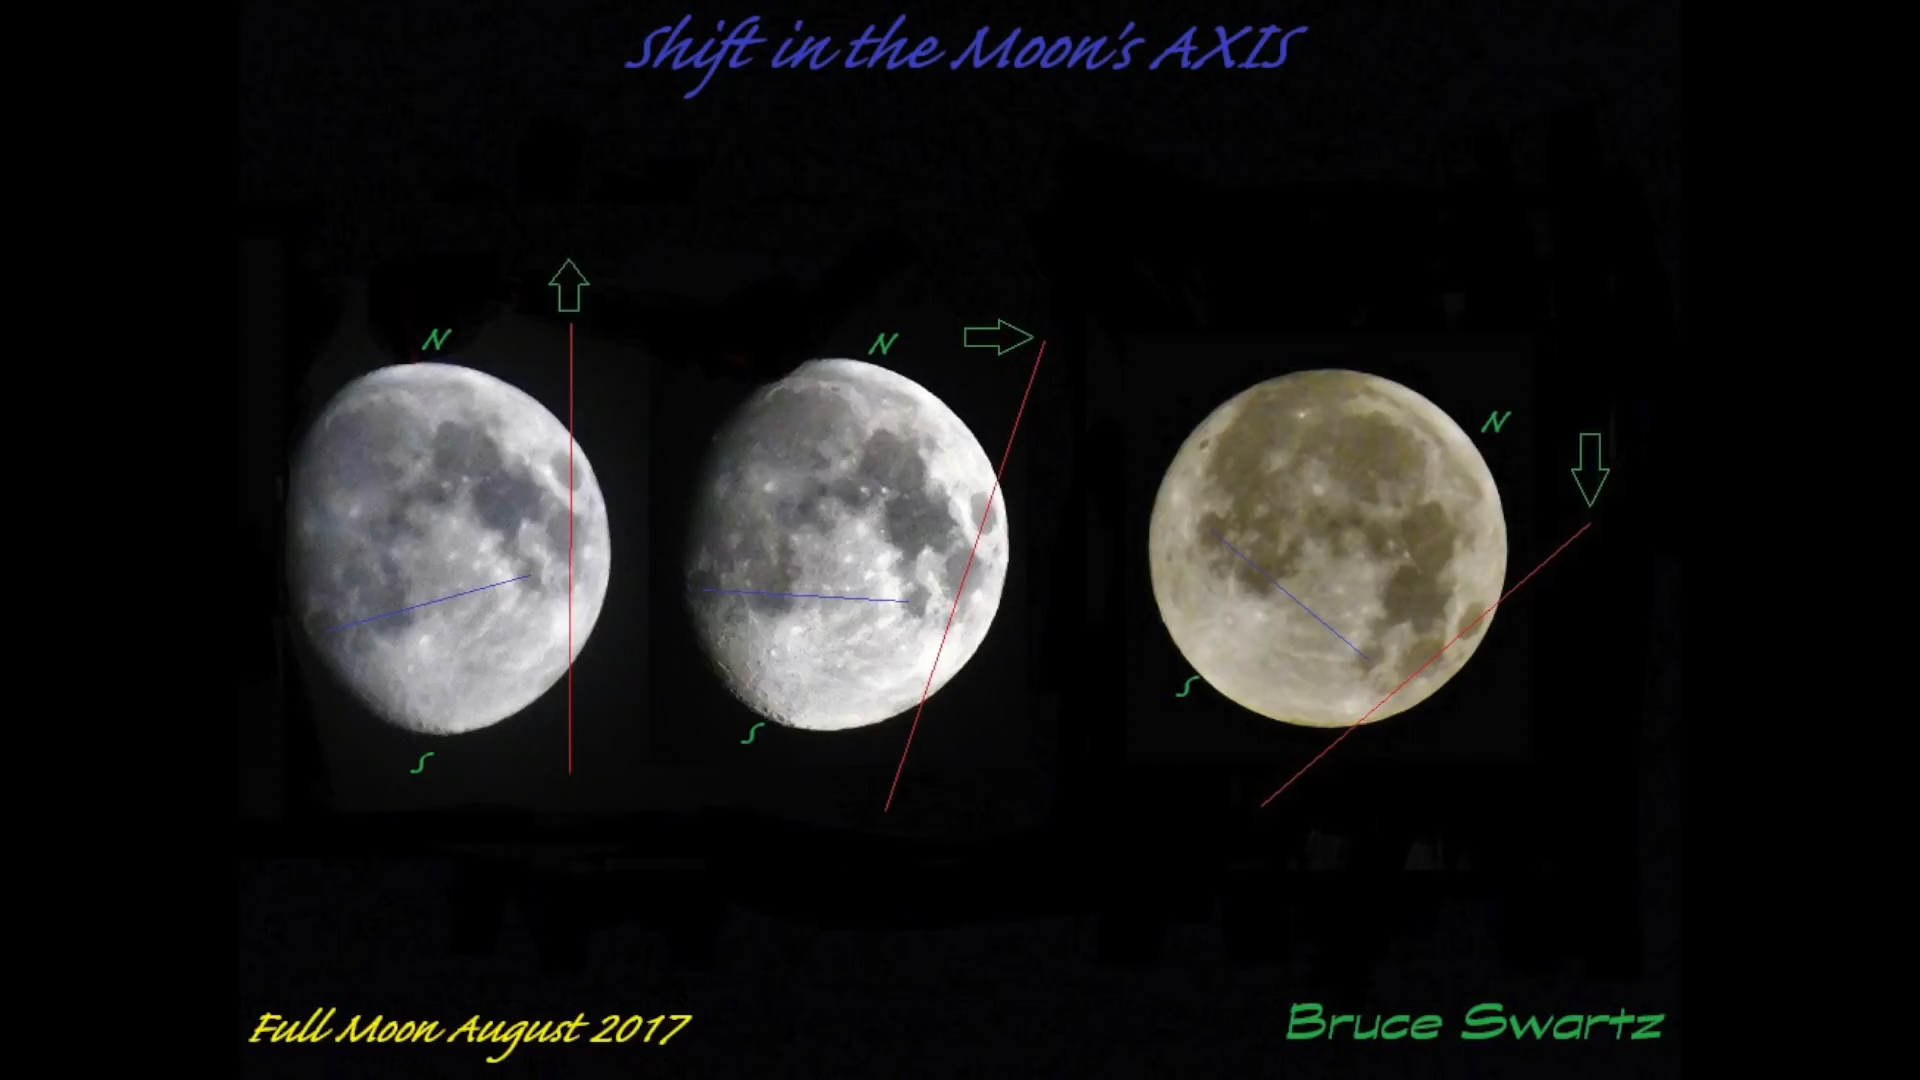 Shift in the Moon's AXIS
N
N
N
S
S
S
Full Moon August 2017
Bruce Swartz